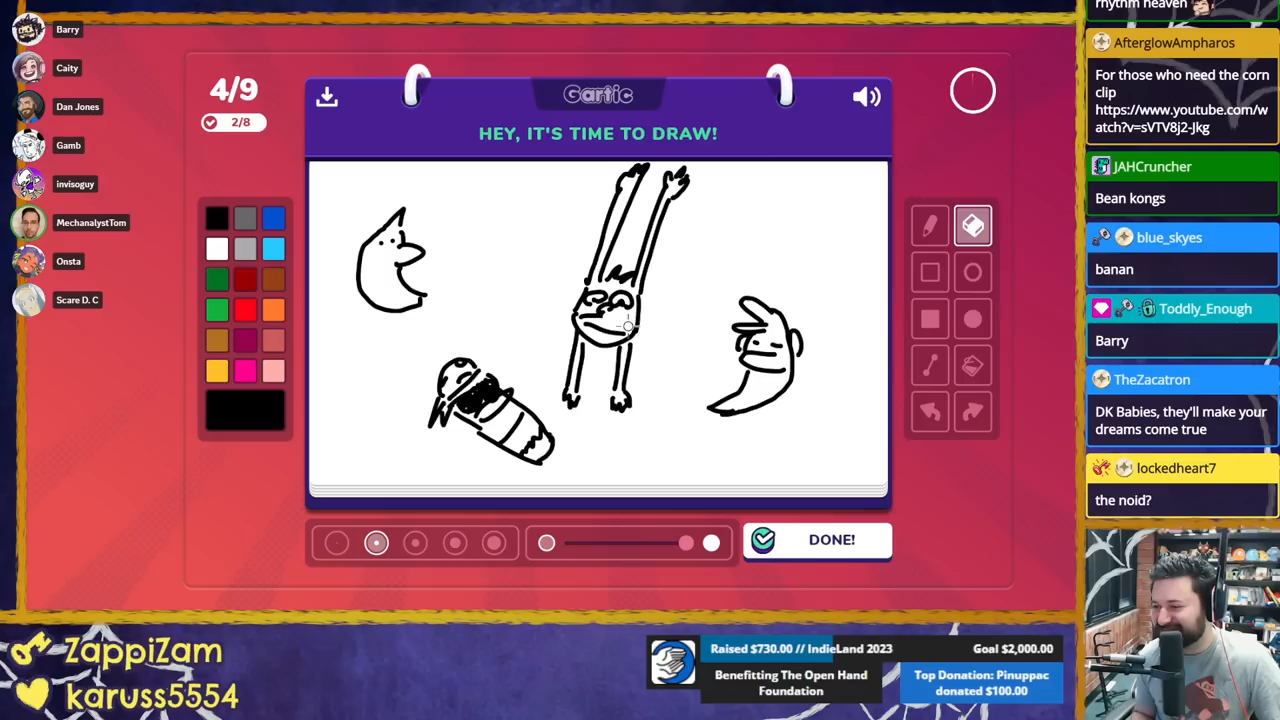 Barry
Caity
Dan Jones
Gamb
invisoguy
MechanalystTom
Onsta
Scare D. C
4/9
2/8
Gartic
HEY, IT'S TIME TO DRAW!
DONE!
rhythm heaven
AfterglowAmpharos
For those who need the corn
clip
https://www.youtube.com/w
atch?v=sVTV8j2-Jkg
JAHCruncher
Bean kongs
blue_skyes
banan
Toddly_Enough
Barry
TheZacatron
DK Babies, they'll make your
dreams come true
lockedheart7
the noid?
ZappiZam
karuss5554
Raised $730.00 // IndieLand 2023
Goal $2,000.00
Benefitting The Open Hand
Foundation
Top Donation: Pinuppac
donated $100.00